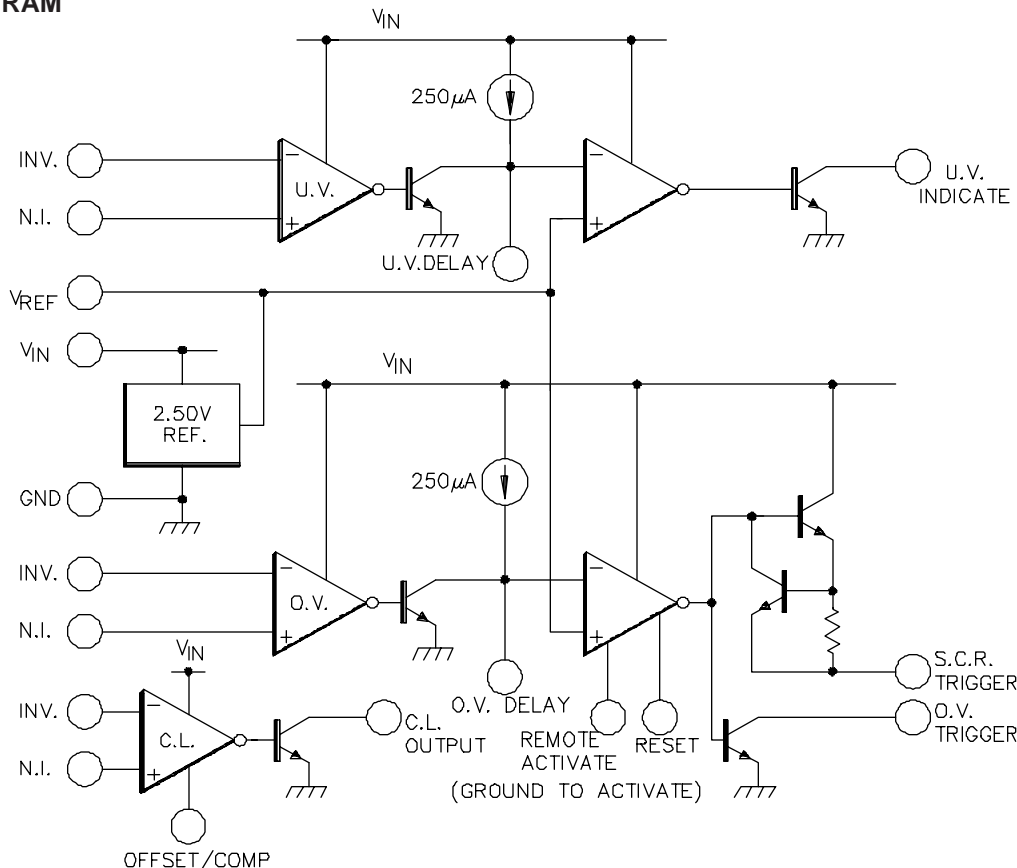 RAM
VIN
250µA
INV.
U.V.
U.V.
INDICATE
N.I.
U.V.DELAY
VREF
VIN
VIN
2.50V
REF.
250µA
GND
INV.
O.V.
N.I.
VIN
S.C.R.
TRIGGER
O.V. DELAY
INV.
C.L.
OUTPUT
O.V.
TRIGGER
C.L.
REMOTE
ACTIVATE
RESET
N.I.
(GROUND TO ACTIVATE)
OFFSET/COMP
− + − + − + − + − +